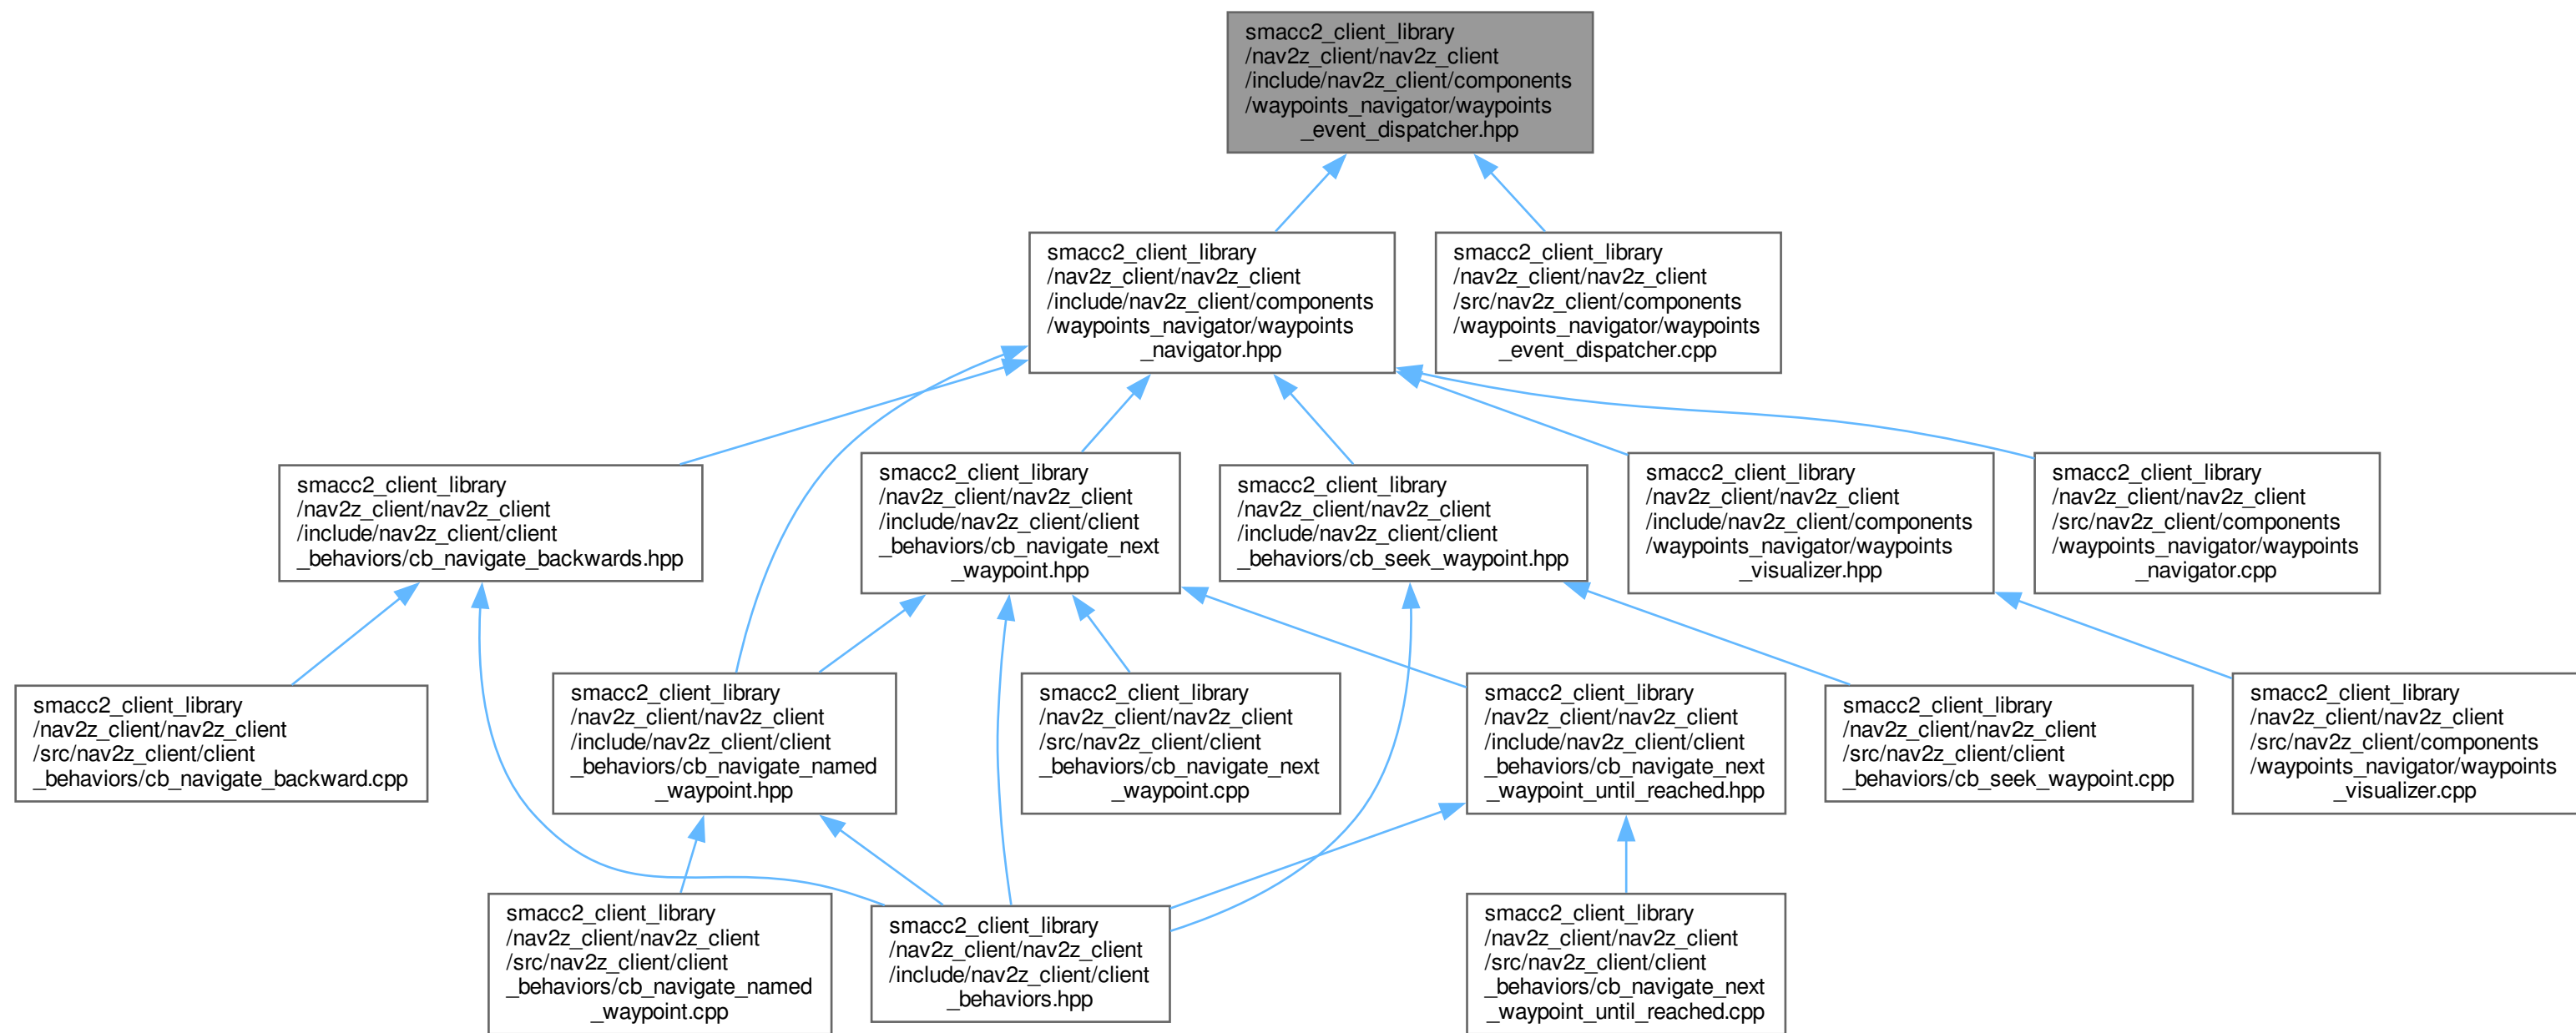 smacc2_client_library
/nav2z_client/nav2z_client
/include/nav2z_client/components
/waypoints_navigator/waypoints
_event_dispatcher.hpp
smacc2_client_library
/nav2z_client/nav2z_client
/include/nav2z_client/components
/waypoints_navigator/waypoints
_navigator.hpp
smacc2_client_library
/nav2z_client/nav2z_client
/src/nav2z_client/components
/waypoints_navigator/waypoints
_event_dispatcher.cpp
smacc2_client_library
/nav2z_client/nav2z_client
/include/nav2z_client/client
_behaviors/cb_navigate_backwards.hpp
smacc2_client_library
/nav2z_client/nav2z_client
/include/nav2z_client/client
_behaviors/cb_navigate_next
_waypoint.hpp
smacc2_client_library
/nav2z_client/nav2z_client
/include/nav2z_client/client
_behaviors/cb_seek_waypoint.hpp
smacc2_client_library
/nav2z_client/nav2z_client
/include/nav2z_client/components
/waypoints_navigator/waypoints
_visualizer.hpp
smacc2_client_library
/nav2z_client/nav2z_client
/src/nav2z_client/components
/waypoints_navigator/waypoints
_navigator.cpp
smacc2_client_library
/nav2z_client/nav2z_client
/src/nav2z_client/client
_behaviors/cb_navigate_backward.cpp
smacc2_client_library
/nav2z_client/nav2z_client
/include/nav2z_client/client
_behaviors/cb_navigate_named
_waypoint.hpp
smacc2_client_library
/nav2z_client/nav2z_client
/src/nav2z_client/client
_behaviors/cb_navigate_next
_waypoint.cpp
smacc2_client_library
/nav2z_client/nav2z_client
/include/nav2z_client/client
_behaviors/cb_navigate_next
_waypoint_until_reached.hpp
smacc2_client_library
/nav2z_client/nav2z_client
/src/nav2z_client/client
_behaviors/cb_seek_waypoint.cpp
smacc2_client_library
/nav2z_client/nav2z_client
/src/nav2z_client/components
/waypoints_navigator/waypoints
_visualizer.cpp
smacc2_client_library
/nav2z_client/nav2z_client
/src/nav2z_client/client
_behaviors/cb_navigate_named
_waypoint.cpp
smacc2_client_library
/nav2z_client/nav2z_client
/include/nav2z_client/client
_behaviors.hpp
smacc2_client_library
/nav2z_client/nav2z_client
/src/nav2z_client/client
_behaviors/cb_navigate_next
_waypoint_until_reached.cpp